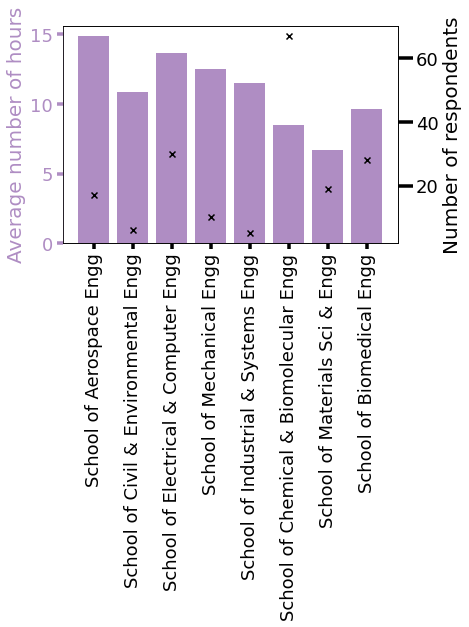 Average number of hours
15
10
5
0
60
40
20
Number of respondents
School of Aerospace Engg
School of Civil & Environmental Engg
School of Electrical & Computer Engg
School of Mechanical Engg
School of Industrial & Systems Engg
School of Chemical & Biomolecular Engg
School of Materials Sci & Engg
School of Biomedical Engg